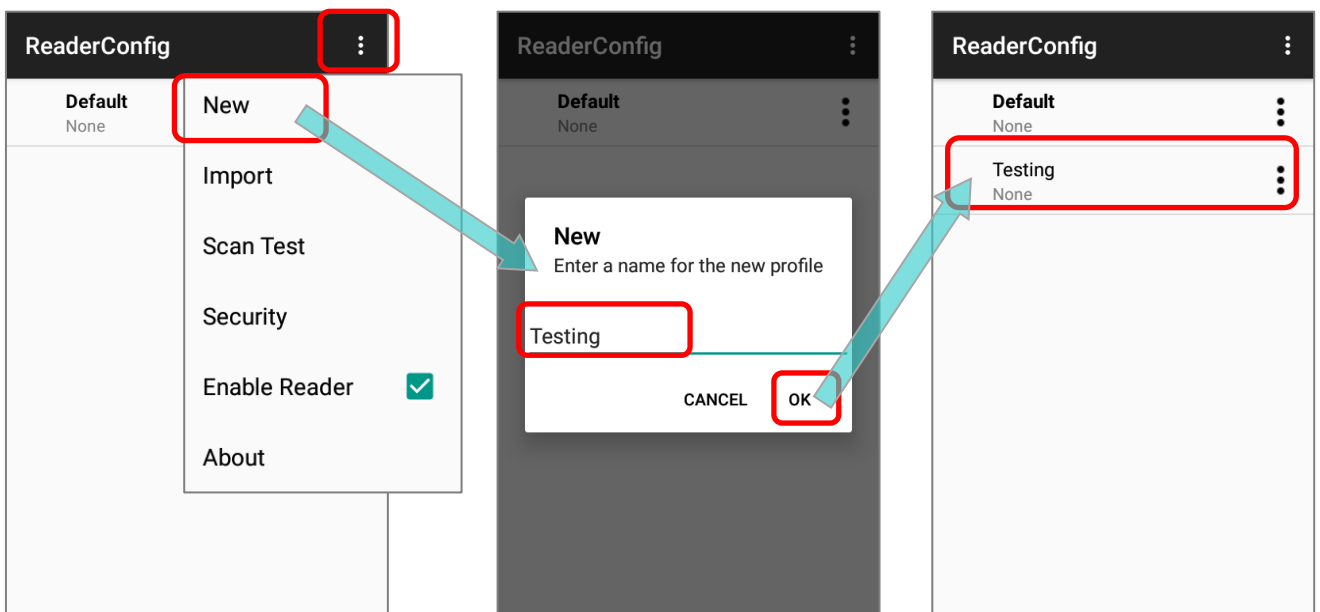 ReaderConfig
Default
None
New
Import
Scan Test
Security
Enable Reader
About
ReaderConfig
Default
None
New
Enter a name for the new profile
Testing
CANCEL OK
ReaderConfig
Default
None
Testing
None